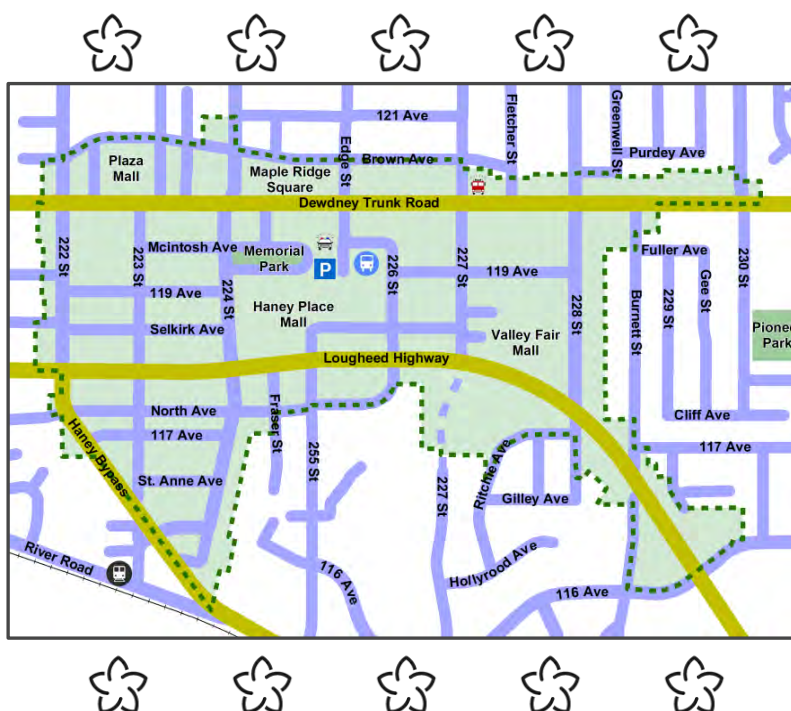 121 Ave
Fletcher St
Greenwell St
Edge St
Purdey Ave
Plaza
Mall
Maple Ridge
Square
Brown Ave
Dewdney Trunk Road
222 St
223 St
Mcintosh Ave
224 St
Memorial
Park
P
226 St
227 St
119 Ave
228 St
Fuller Ave
Burnett St
229 St
Gee St
230 St
119 Ave
Selkirk Ave
Haney Place
Mall
Valley Fair
Mall
Pionee
Park
Lougheed Highway
North Ave
117 Ave
Fraser St
255 St
Cliff Ave
117 Ave
Haney Bypass
St. Anne Ave
227 St
Ritchie Ave
Gilley Ave
River Road
116 Ave
Hollyrood Ave
116 Ave